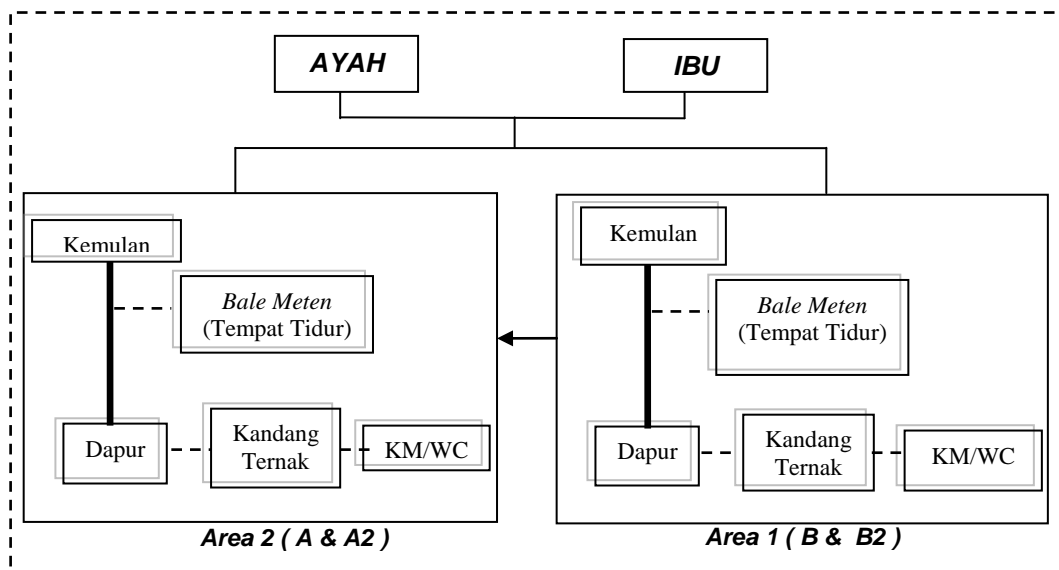 AYAH
IBU
Kemulan
Bale Meten
(Tempat Tidur)
Dapur
Kandang
Ternak
KM/WC
Area 2 ( A & A2 )
Kemulan
Bale Meten
(Tempat Tidur)
Dapur
Kandang
Ternak
KM/WC
Area 1 ( B & B2 )